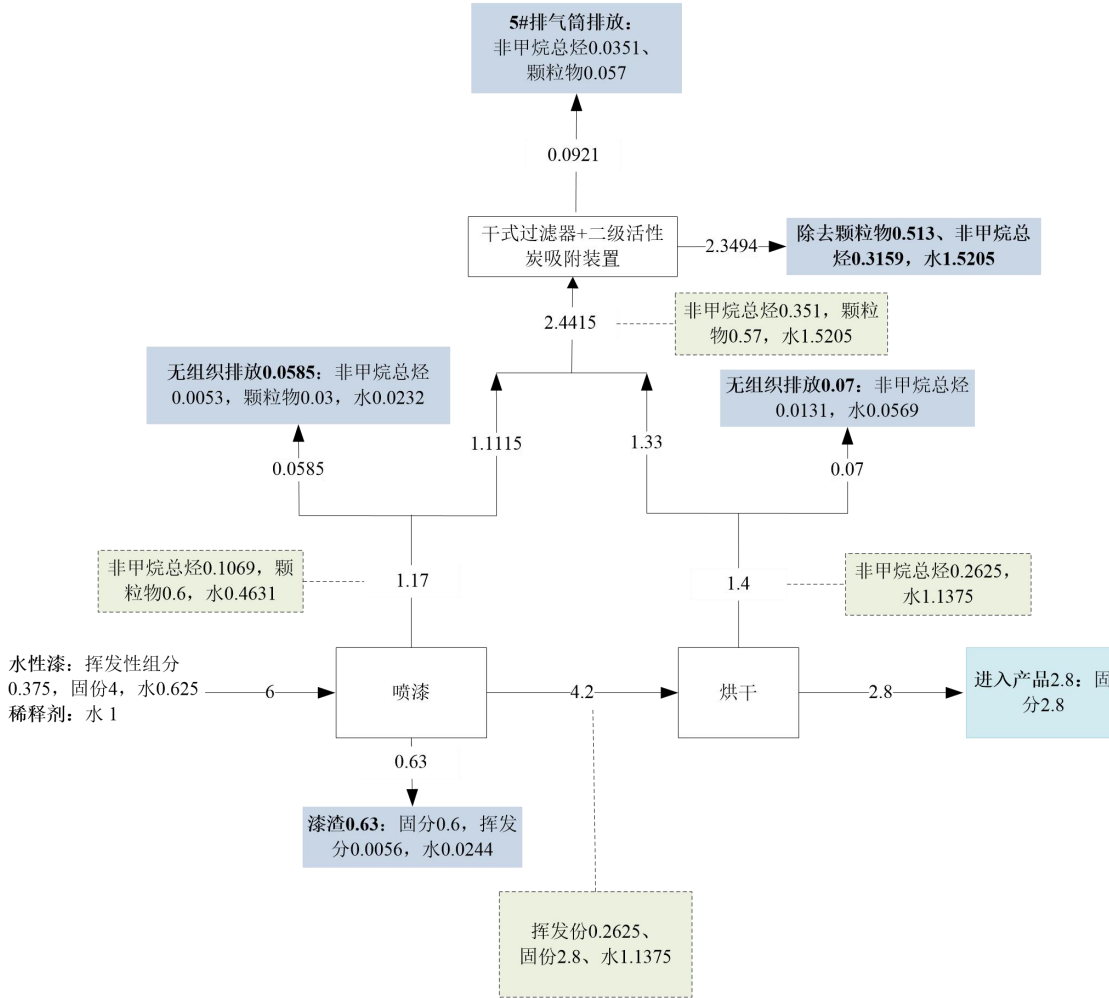 5#排气筒排放：
非甲烷总烃0.0351、
颗粒物0.057
0.0921
干式过滤器+二级活性
炭吸附装置
2.3494
除去颗粒物0.513、非甲烷总
烃0.3159，水1.5205
2.4415
非甲烷总烃0.351，颗粒
物0.57，水1.5205
无组织排放0.0585：非甲烷总烃
0.0053，颗粒物0.03，水0.0232
无组织排放0.07：非甲烷总烃
0.0131，水0.0569
0.0585
1.1115
1.33
0.07
非甲烷总烃0.1069，颗
粒物0.6，水0.4631
1.17
1.4
非甲烷总烃0.2625，
水1.1375
水性漆：挥发性组分
0.375，固份4，水0.625
稀释剂：水 1
6
喷漆
4.2
烘干
2.8
进入产品2.8：固
分2.8
0.63
漆渣0.63：固分0.6，挥发
分0.0056，水0.0244
挥发份0.2625、
固份2.8、水1.1375